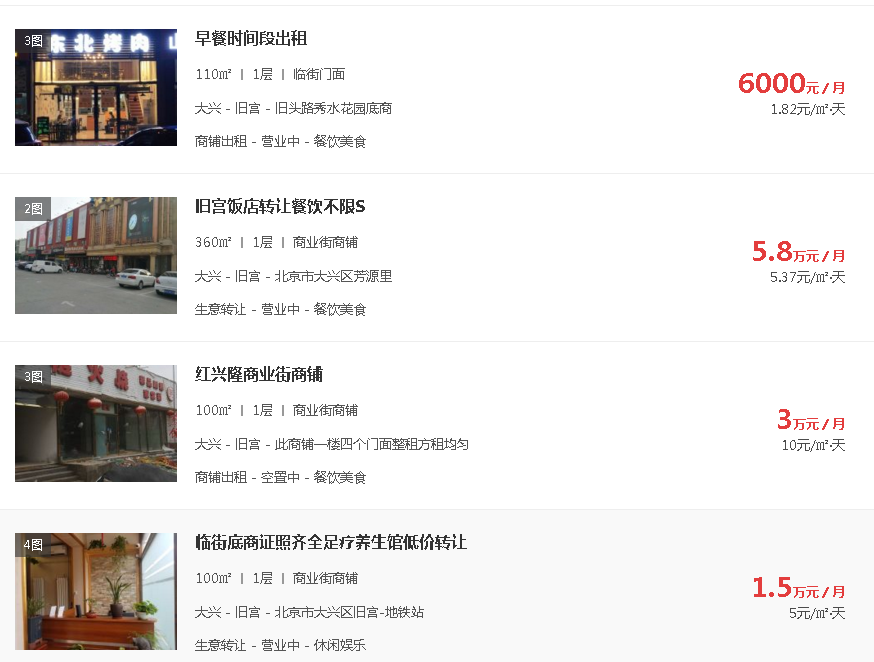 3图
东北烤肉
早餐时间段出租
110m² | 1层 | 临街门面
大兴 - 旧宫 - 旧头路秀水花园底商
商铺出租 - 营业中 - 餐饮美食
6000元/月
1.82元/m²·天
2图
旧宫饭店转让餐饮不限S
360m² | 1层 | 商业街商铺
大兴 - 旧宫 - 北京市大兴区芳源里
生意转让 - 营业中 - 餐饮美食
5.8万元/月
5.37元/m²·天
3图
火锅
红兴隆商业街商铺
100m² | 1层 | 商业街商铺
大兴 - 旧宫 - 此商铺一楼四个门面整租方租均匀
商铺出租 - 空置中 - 餐饮美食
3万元/月
10元/m²·天
4图
临街底商证照齐全足疗养生馆低价转让
100m² | 1层 | 商业街商铺
大兴 - 旧宫 - 北京市大兴区旧宫-地铁站
生意转让 - 营业中 - 休闲娱乐
1.5万元/月
5元/m²·天